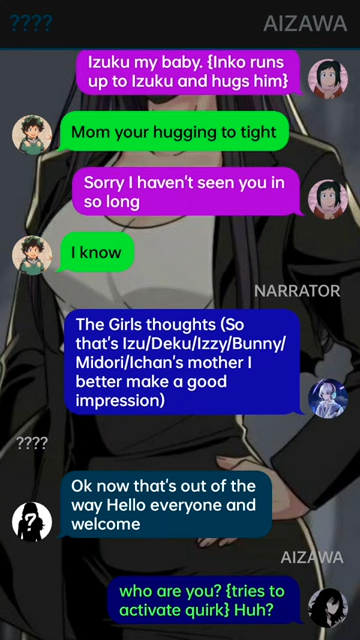 ???? AIZAWA
Izuku my baby. {Inko runs
up to Izuku and hugs him}
Mom your hugging to tight
Sorry I haven't seen you in
so long
I know
NARRATOR
The Girls thoughts (So
that's Izu/Deku/Izzy/Bunny/
Midori/Ichan's mother I
better make a good
impression)
????
Ok now that's out of the
way Hello everyone and
welcome
?
AIZAWA
who are you? {tries to
activate quirk} Huh?